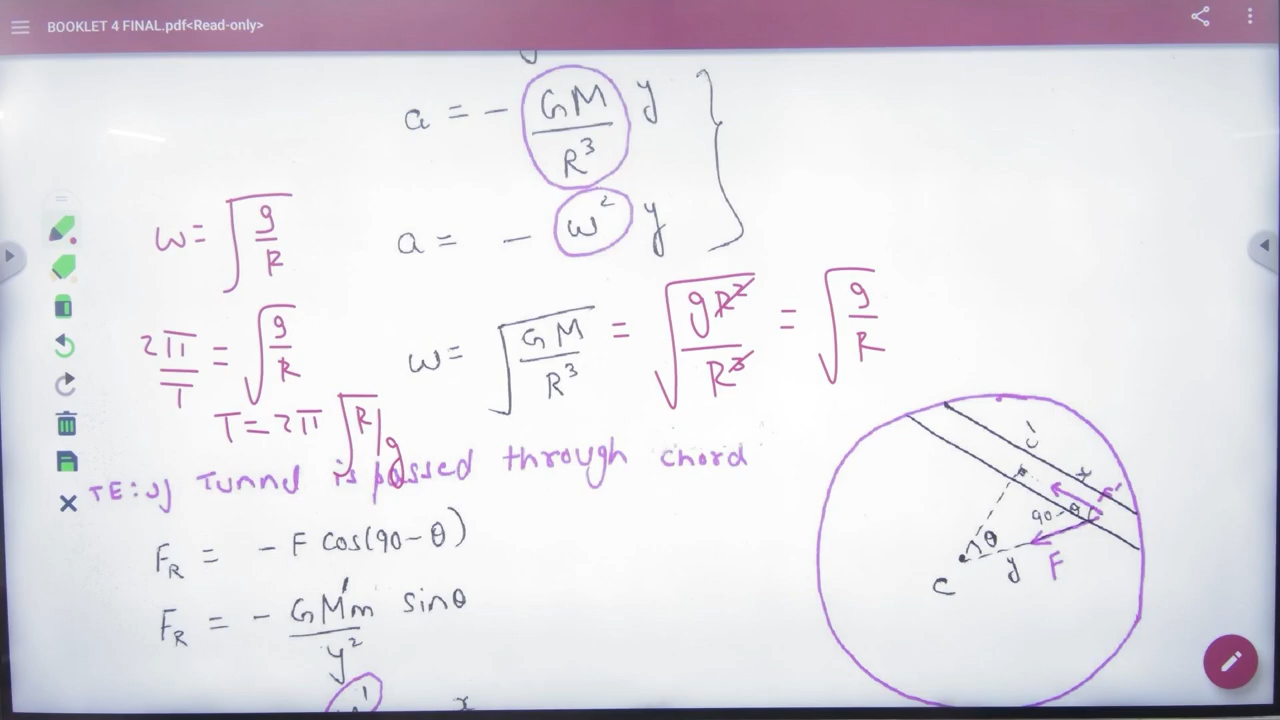 BOOKLET 4 FINAL.pdf<Read-only>
a = - GM/R³ y
a = - ω² y
ω = √(g/R)
ω = √(GM/R³) = √(gR²/R³) = √(g/R)
2π/T = √(g/R)
T = 2π √(R/g)
Tunnel is passed through chord
F_R = - F cos(90-θ)
F_R = - GM'm/y² sinθ
x
C'
x
90-θ
θ
y
F
C